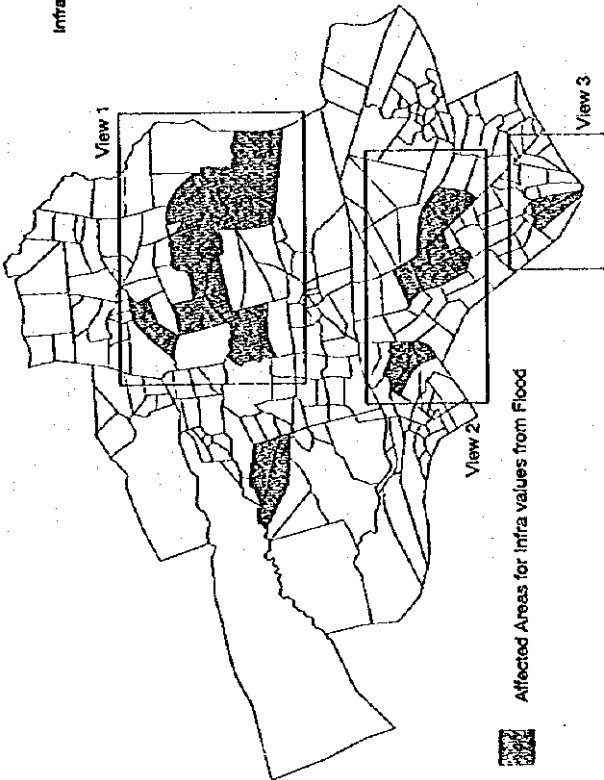 Infra
View 1
View 2
View 3
Affected Areas for Infra values from Flood